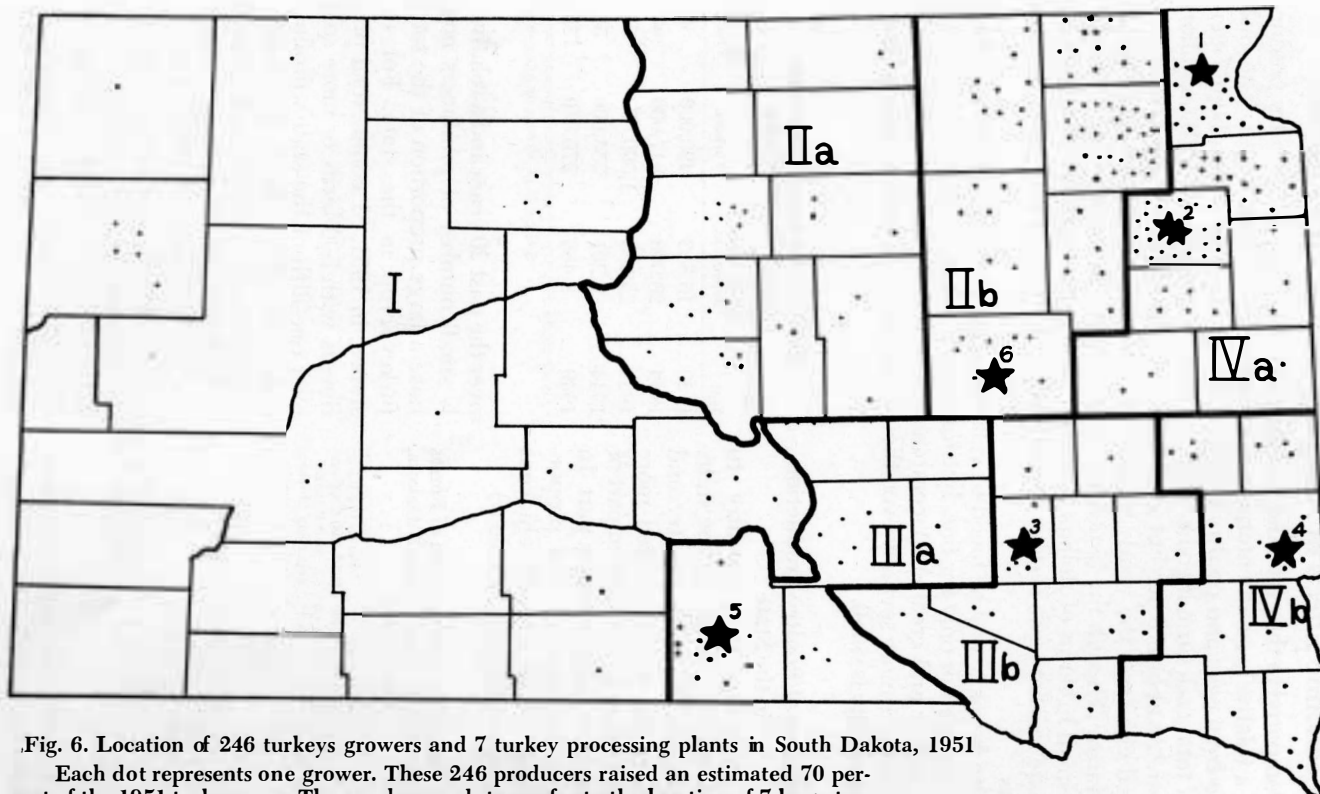 1
IIa
2
I
IIb
6
IVa
3
4
IIIa
5
IVb
IIIb
Fig. 6. Location of 246 turkeys growers and 7 turkey processing plants in South Dakota, 1951
Each dot represents one grower. These 246 producers raised an estimated 70 per-